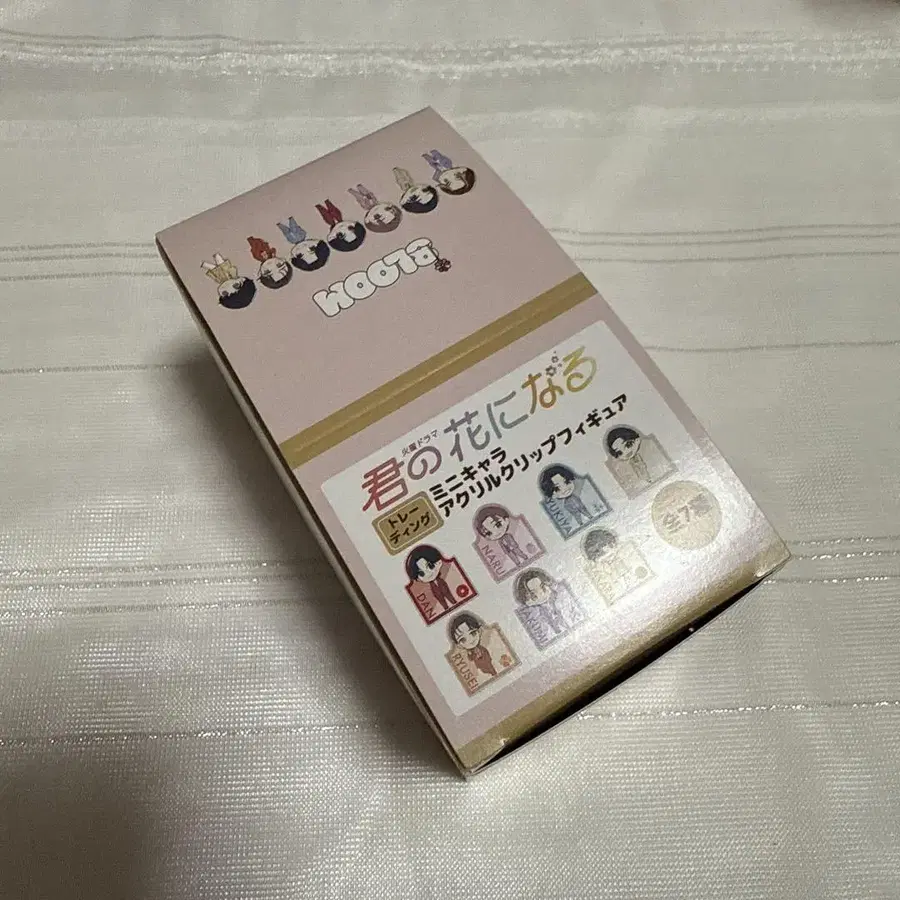 8LOOM
火曜ドラマ
君の花になる
トレー
ディング
ミニキャラ
アクリルクリップフィギュア
全7種
DAN
NARU
YUKIYA
RYUSEI